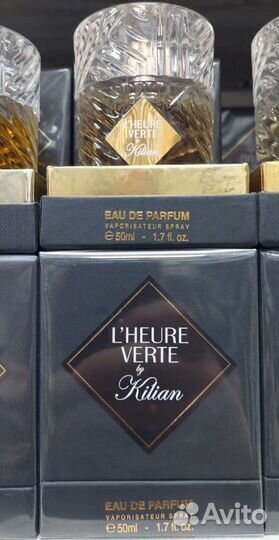 L'HEURE
VERTE
by
Kilian
EAU DE PARFUM
VAPORISATEUR SPRAY
℮50ml - 1.7 fl. oz.
L'HEURE
VERTE
by
Kilian
EAU DE PARFUM
VAPORISATEUR SPRAY
℮50ml - 1.7 fl. oz.
Avito